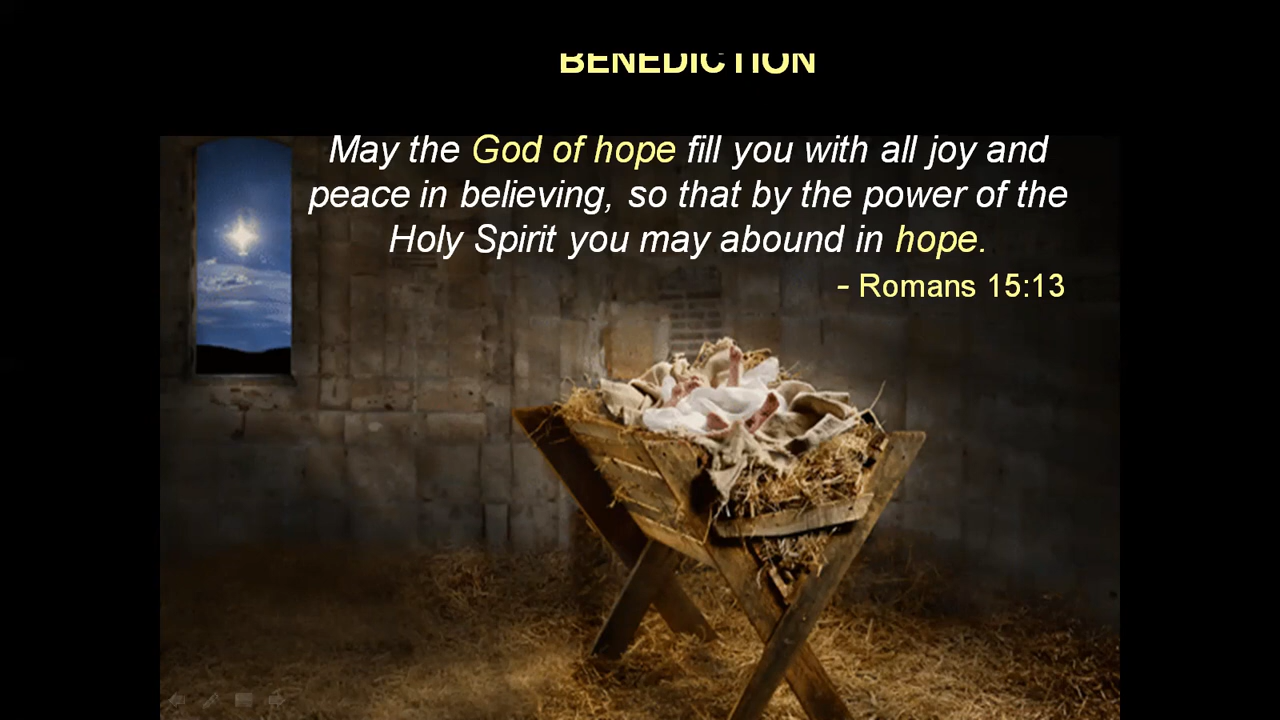 BENEDICTION
May the God of hope fill you with all joy and
peace in believing, so that by the power of the
Holy Spirit you may abound in hope.
- Romans 15:13